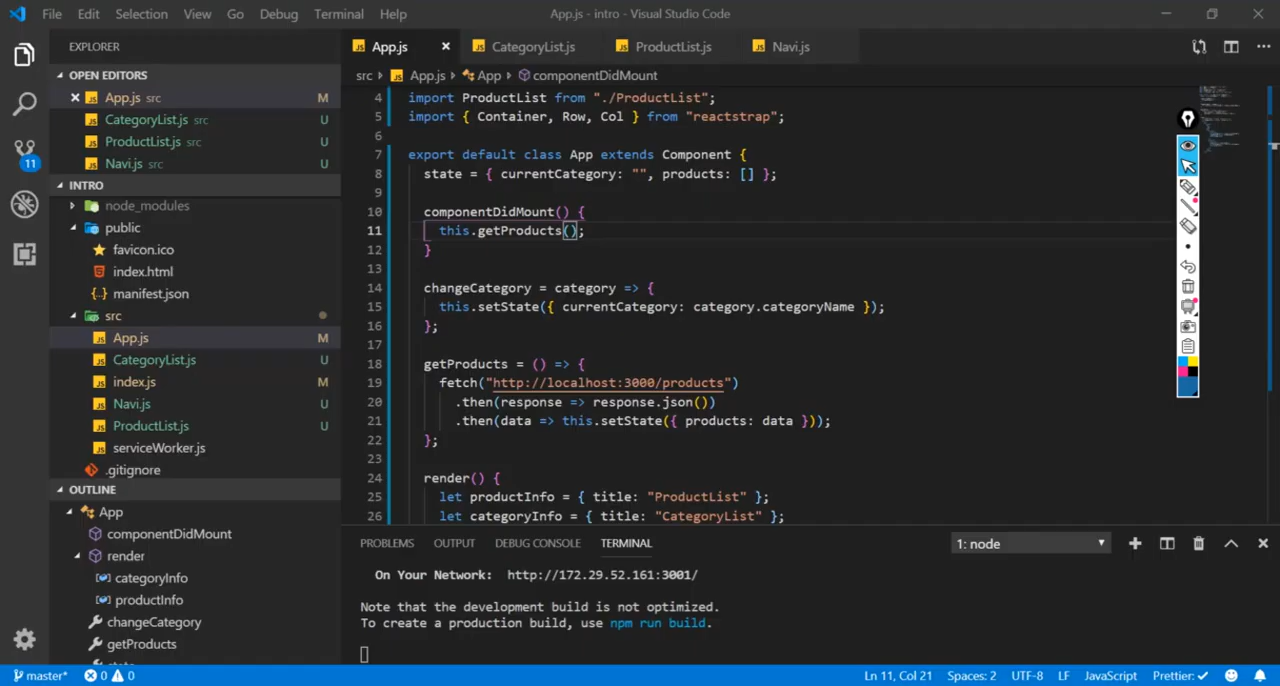 File Edit Selection View Go Debug Terminal Help App.js - intro - Visual Studio Code
EXPLORER
OPEN EDITORS
App.js src M
CategoryList.js src U
ProductList.js src U
Navi.js src U
11
INTRO
node_modules
public
favicon.ico
index.html
manifest.json
src
App.js M
CategoryList.js U
index.js M
Navi.js U
ProductList.js U
serviceWorker.js
.gitignore
OUTLINE
App
componentDidMount
render
categoryInfo
productInfo
changeCategory
getProducts
App.js CategoryList.js ProductList.js Navi.js
src App.js App componentDidMount
4 import ProductList from "./ProductList";
5 import { Container, Row, Col } from "reactstrap";
6
7 export default class App extends Component {
8 state = { currentCategory: "", products: [] };
9
10 componentDidMount() {
11 this.getProducts();
12 }
13
14 changeCategory = category => {
15 this.setState({ currentCategory: category.categoryName });
16 };
17
18 getProducts = () => {
19 fetch("http://localhost:3000/products")
20 .then(response => response.json())
21 .then(data => this.setState({ products: data }));
22 };
23
24 render() {
25 let productInfo = { title: "ProductList" };
26 let categoryInfo = { title: "CategoryList" };
PROBLEMS OUTPUT DEBUG CONSOLE TERMINAL 1: node
On Your Network: http://172.29.52.161:3001/
Note that the development build is not optimized.
To create a production build, use npm run build.
master* 0 0 Ln 11, Col 21 Spaces: 2 UTF-8 LF JavaScript Prettier: ✓